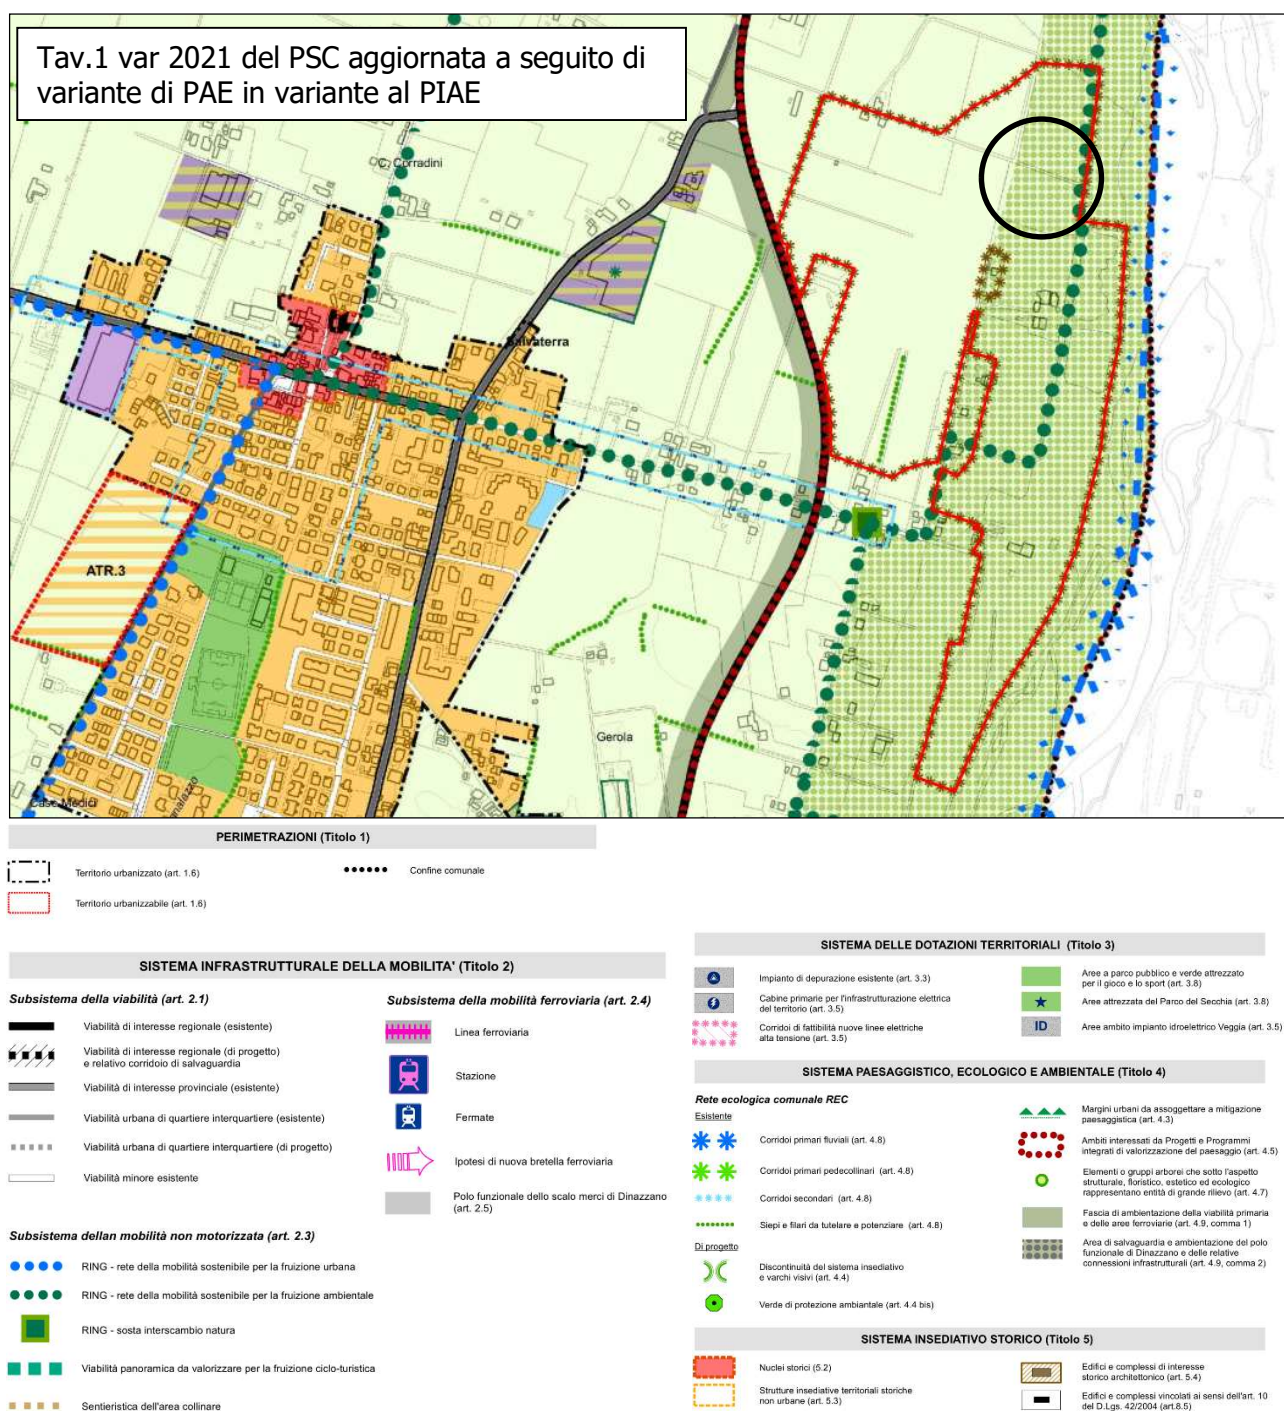 Tav.1 var 2021 del PSC aggiornata a seguito di
variante di PAE in variante al PIAE
C. Corradini
Salvaterra
ATR.3
Gerola
Case Medici
PERIMETRAZIONI (Titolo 1)
Territorio urbanizzato (art. 1.6)
Confine comunale
Territorio urbanizzabile (art. 1.6)
SISTEMA INFRASTRUTTURALE DELLA MOBILITA' (Titolo 2)
Subsistema della viabilità (art. 2.1)
Viabilità di interesse regionale (esistente)
Viabilità di interesse regionale (di progetto)
e relativo corridoio di salvaguardia
Viabilità di interesse provinciale (esistente)
Viabilità urbana di quartiere interquartiere (esistente)
Viabilità urbana di quartiere interquartiere (di progetto)
Viabilità minore esistente
Subsistema della mobilità ferroviaria (art. 2.4)
Linea ferroviaria
Stazione
Fermate
Ipotesi di nuova bretella ferroviaria
Polo funzionale dello scalo merci di Dinazzano
(art. 2.5)
Subsistema dellan mobilità non motorizzata (art. 2.3)
RING - rete della mobilità sostenibile per la fruizione urbana
RING - rete della mobilità sostenibile per la fruizione ambientale
RING - sosta interscambio natura
Viabilità panoramica da valorizzare per la fruizione ciclo-turistica
Sentieristica dell'area collinare
SISTEMA DELLE DOTAZIONI TERRITORIALI (Titolo 3)
Impianto di depurazione esistente (art. 3.3)
Cabine primarie per l'infrastrutturazione elettrica
del territorio (art. 3.5)
Corridoi di fattibilità nuove linee elettriche
alta tensione (art. 3.5)
Aree a parco pubblico e verde attrezzato
per il gioco e lo sport (art. 3.8)
Aree attrezzata del Parco del Secchia (art. 3.8)
ID
Aree ambito impianto idroelettrico Veggia (art. 3.5)
SISTEMA PAESAGGISTICO, ECOLOGICO E AMBIENTALE (Titolo 4)
Rete ecologica comunale REC
Esistente
Corridoi primari fluviali (art. 4.8)
Corridoi primari pedecollinari (art. 4.8)
Corridoi secondari (art. 4.8)
Siepi e filari da tutelare e potenziare (art. 4.8)
Di progetto
Discontinuità del sistema insediativo
e varchi visivi (art. 4.4)
Verde di protezione ambiantale (art. 4.4 bis)
Margini urbani da assoggettare a mitigazione
paesaggistica (art. 4.3)
Ambiti interessati da Progetti e Programmi
integrati di valorizzazione del paesaggio (art. 4.5)
Elementi o gruppi arborei che sotto l'aspetto
strutturale, floristico, estetico ed ecologico
rappresentano entità di grande rilievo (art. 4.7)
Fascia di ambientazione della viabilità primaria
e delle aree ferroviarie (art. 4.9, comma 1)
Area di salvaguardia e ambientazione del polo
funzionale di Dinazzano e delle relative
connessioni infrastrutturali (art. 4.9, comma 2)
SISTEMA INSEDIATIVO STORICO (Titolo 5)
Nuclei storici (5.2)
Strutture insediative territoriali storiche
non urbane (art. 5.3)
Edifici e complessi di interesse
storico architettonico (art. 5.4)
Edifici e complessi vincolati ai sensi dell'art. 10
del D.Lgs. 42/2004 (art.8.5)